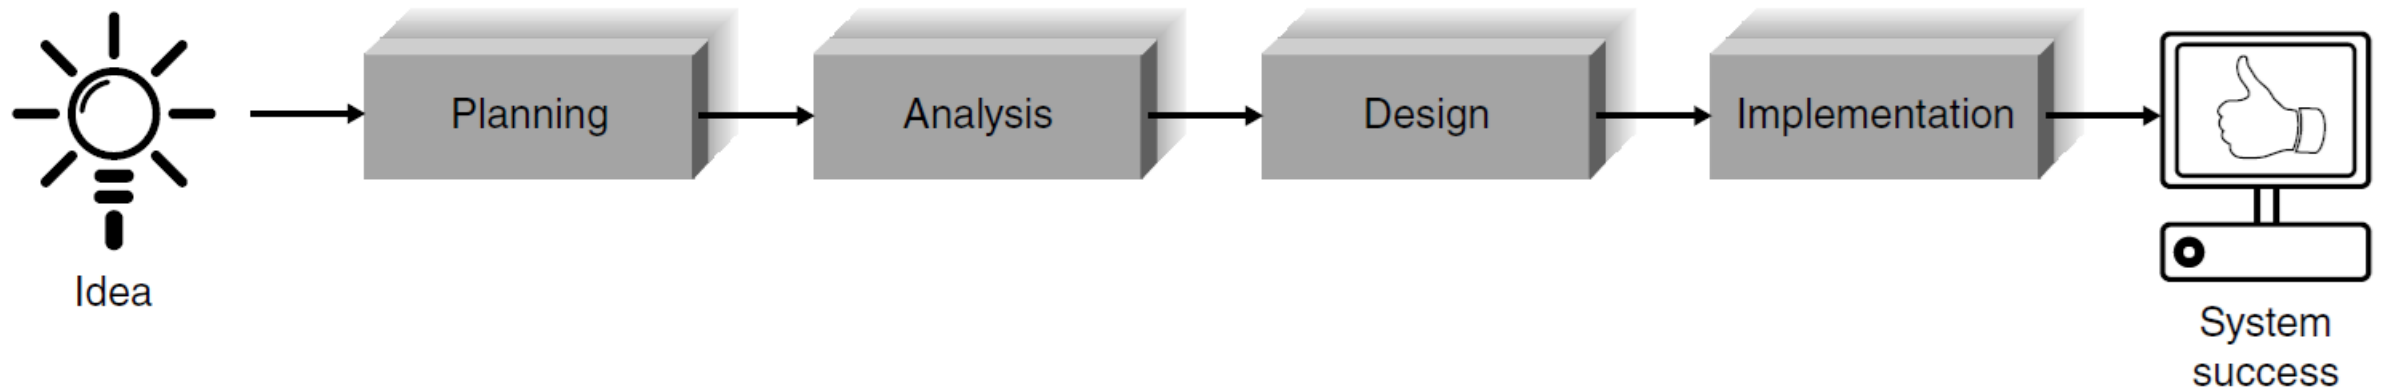 Planning
Analysis
Design
Implementation
Idea
System
success